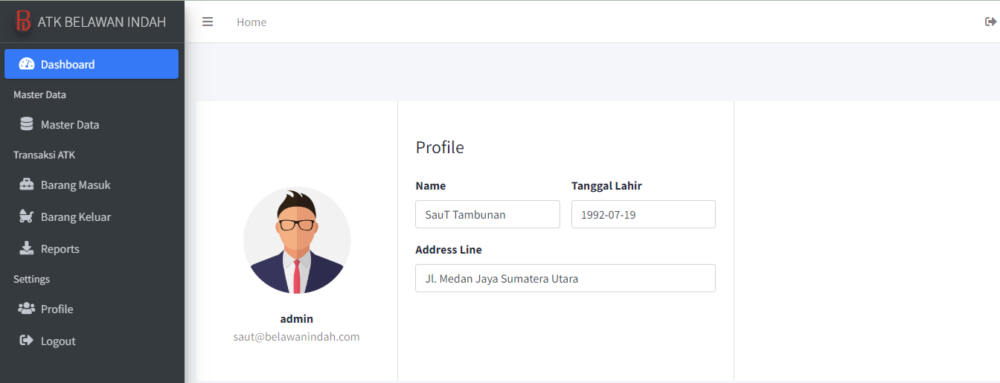 ATK BELAWAN INDAH
Home
Dashboard
Master Data
Master Data
Transaksi ATK
Barang Masuk
Barang Keluar
Reports
Settings
Profile
Logout
admin
saut@belawanindah.com
Profile
Name
Tanggal Lahir
SauT Tambunan
1992-07-19
Address Line
Jl. Medan Jaya Sumatera Utara